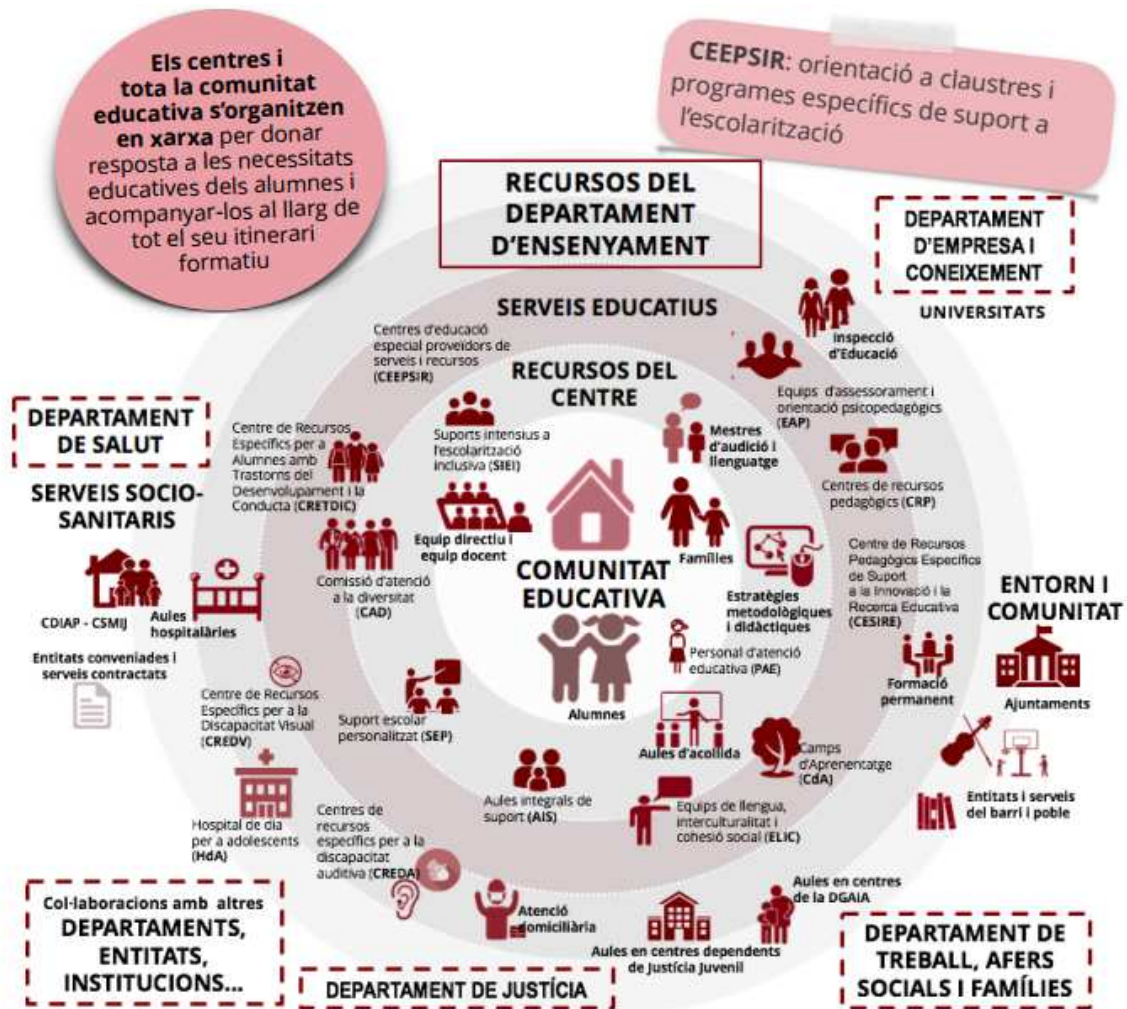 Els centres i
tota la comunitat
educativa s'organitzen
en xarxa per donar
resposta a les necessitats
educatives dels alumnes i
acompanyar-los al llarg de
tot el seu itinerari
formatiu
CEEPSIR: orientació a claustres i
programes específics de suport a
l'escolarització
RECURSOS DEL
DEPARTAMENT
D'ENSENYAMENT
DEPARTAMENT
D'EMPRESA I
CONEIXEMENT
UNIVERSITATS
SERVEIS EDUCATIUS
Inspecció
d'Educació
Centres d'educació
especial proveïdors de
serveis i recursos
(CEEPSIR)
RECURSOS DEL
CENTRE
Equips d'assessorament i
orientació psicopedagògics
(EAP)
DEPARTAMENT
DE SALUT
SERVEIS SOCIO-
SANITARIS
Centre de Recursos
Específics per a
Alumnes amb
Trastorns del
Desenvolupament i la
Conducta (CRETDIC)
Suports intensius a
l'escolarització
inclusiva (SIEI)
Mestres
d'audició i
llenguatge
Centres de recursos
pedagògics (CRP)
Equip directiu i
equip docent
Famílies
Comissió d'atenció
a la diversitat
(CAD)
COMUNITAT
EDUCATIVA
Estratègies
metodològiques
i didàctiques
Centre de Recursos
Pedagògics Específics
de Suport
a la Innovació i la
Recerca Educativa
(CESIRE)
ENTORN I
COMUNITAT
CDIAP - CSMIJ
Aules
hospitalàries
Entitats conveniades i
serveis contractats
Personal d'atenció
educativa (PAE)
Formació
permanent
Ajuntaments
Centre de Recursos
Específics per a la
Discapacitat Visual
(CREDV)
Suport escolar
personalitzat (SEP)
Alumnes
Aules d'acollida
Camps
d'Aprenentatge
(CdA)
Entitats i serveis
del barri i poble
Hospital de dia
per a adolescents
(HdA)
Centres de
recursos
específics per a la
discapacitat
auditiva (CREDA)
Aules integrals de
suport (AIS)
Equips de llengua,
interculturalitat i
cohesió social (ELIC)
Col·laboracions amb altres
DEPARTAMENTS,
ENTITATS,
INSTITUCIONS...
Atenció
domiciliària
Aules en centres dependents
de Justícia Juvenil
Aules en centres
de la DGAIA
DEPARTAMENT DE JUSTÍCIA
DEPARTAMENT DE
TREBALL, AFERS
SOCIALS I FAMÍLIES